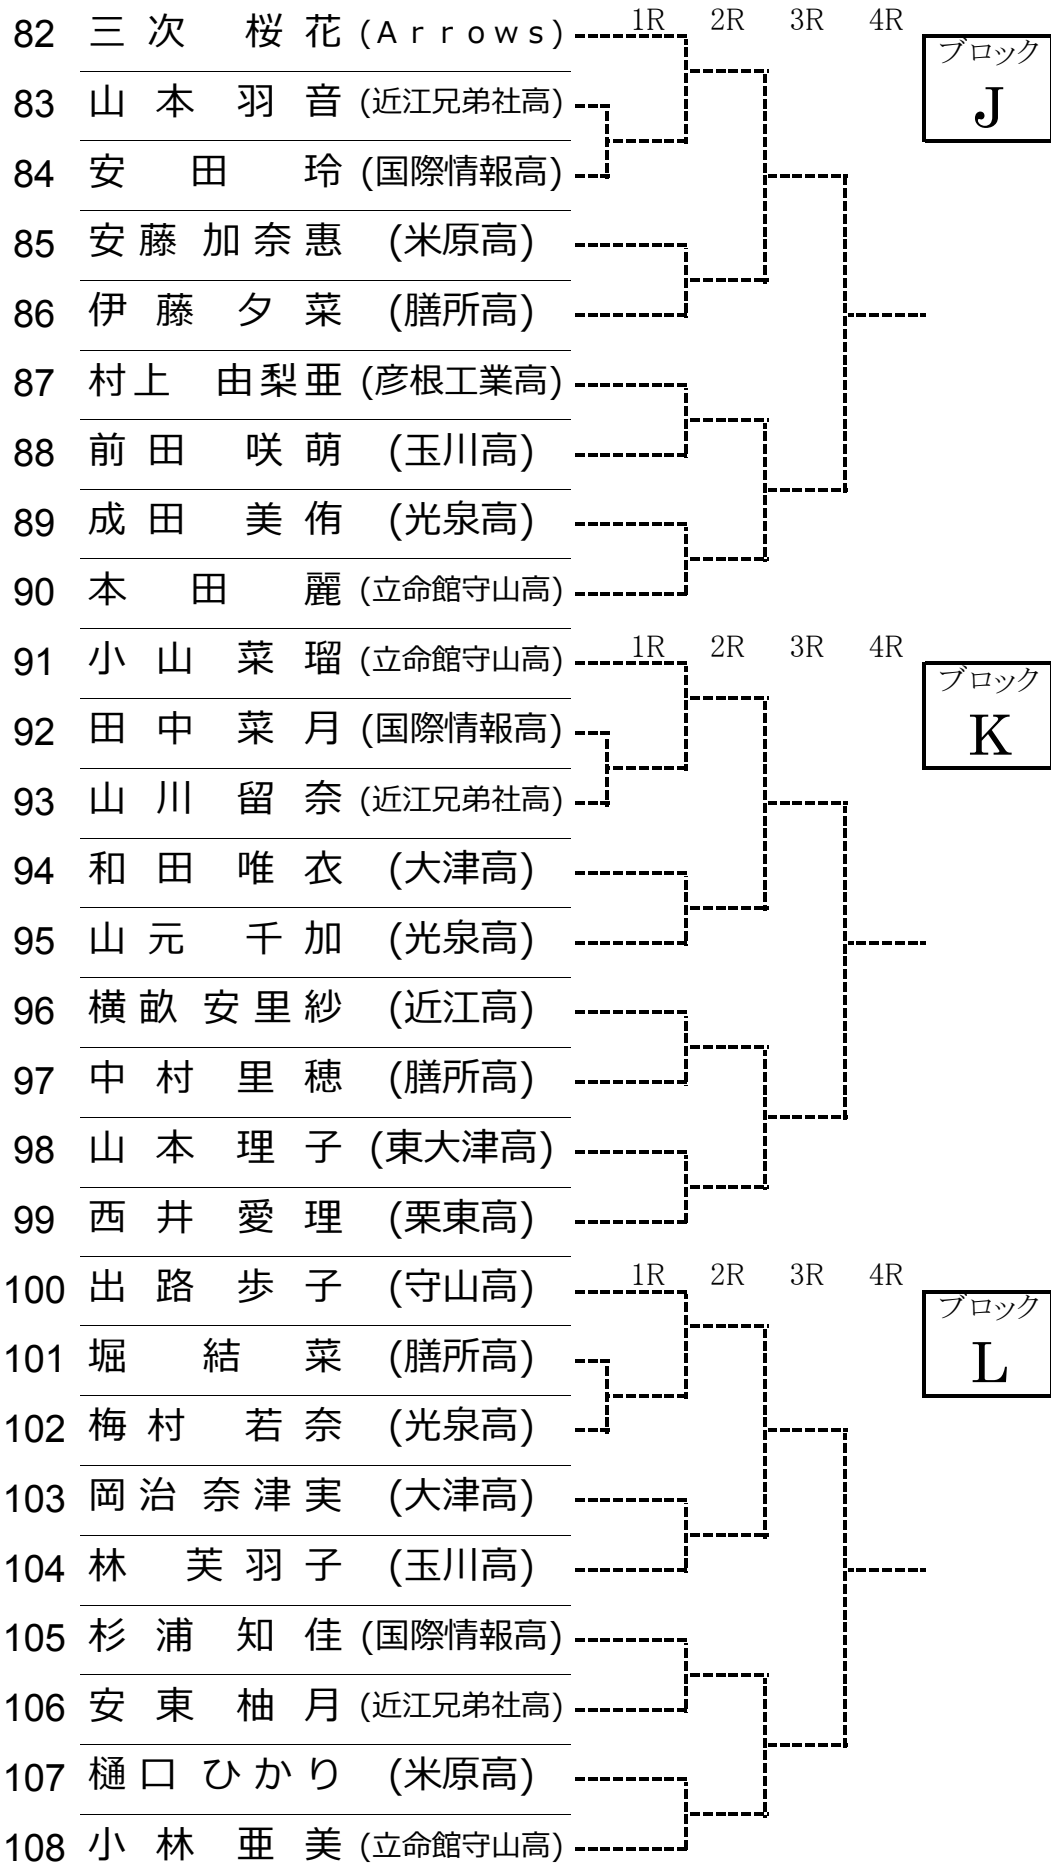 1R 2R 3R 4R
82 三次 桜花 (Arrows)
ブロック
83 山本 羽音 (近江兄弟社高)
J
84 安田 玲 (国際情報高)
85 安藤 加奈惠 (米原高)
86 伊藤 夕菜 (膳所高)
87 村上 由梨亜 (彦根工業高)
88 前田 咲萌 (玉川高)
89 成田 美侑 (光泉高)
90 本田 麗 (立命館守山高)
1R 2R 3R 4R
91 小山 菜瑠 (立命館守山高)
ブロック
92 田中 菜月 (国際情報高)
K
93 山川 留奈 (近江兄弟社高)
94 和田 唯衣 (大津高)
95 山元 千加 (光泉高)
96 横畝 安里紗 (近江高)
97 中村 里穂 (膳所高)
98 山本 理子 (東大津高)
99 西井 愛理 (栗東高)
1R 2R 3R 4R
100 出路 歩子 (守山高)
ブロック
101 堀 結菜 (膳所高)
L
102 梅村 若奈 (光泉高)
103 岡治 奈津実 (大津高)
104 林 芙羽子 (玉川高)
105 杉浦 知佳 (国際情報高)
106 安東 柚月 (近江兄弟社高)
107 樋口 ひかり (米原高)
108 小林 亜美 (立命館守山高)